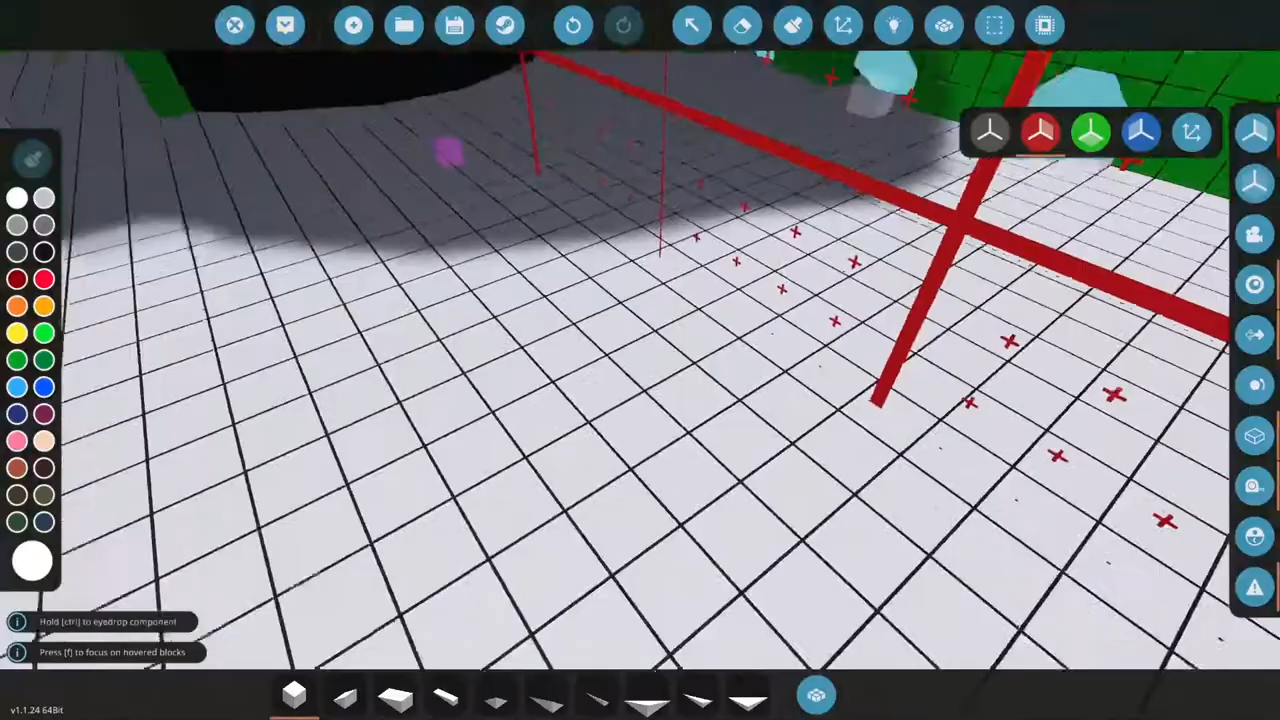 Hold [ctrl] to eyedrop component
Press [f] to focus on hovered blocks
v1.1.24 64Bit